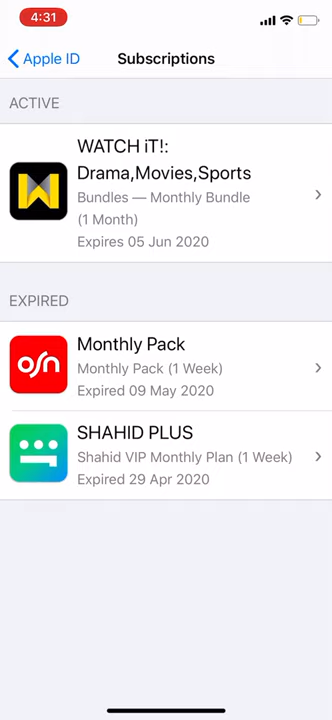 4:31
Apple ID
Subscriptions
ACTIVE
WATCH iT!:
Drama,Movies,Sports
Bundles — Monthly Bundle
(1 Month)
Expires 05 Jun 2020
EXPIRED
osn
Monthly Pack
Monthly Pack (1 Week)
Expired 09 May 2020
SHAHID PLUS
Shahid VIP Monthly Plan (1 Week)
Expired 29 Apr 2020